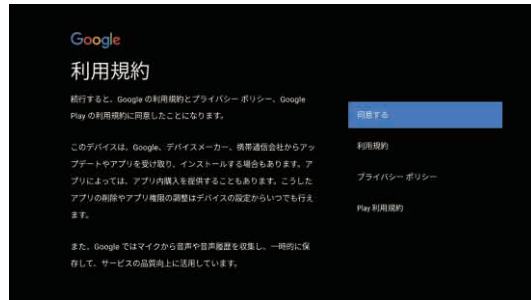 Google
利用規約
続行すると、Google の利用規約とプライバシー ポリシー、Google
Play の利用規約に同意したことになります。
このデバイスは、Google、デバイスメーカー、携帯通信会社からアッ
プデートやアプリを受け取り、インストールする場合もあります。ア
プリによっては、アプリ内購入を提供することもあります。こうした
アプリの削除やアプリ権限の調整はデバイスの設定からいつでも行え
ます。
また、Google ではマイクから音声や音声履歴を収集し、一時的に保
存して、サービスの品質向上に活用しています。
同意する
利用規約
プライバシー ポリシー
Play 利用規約